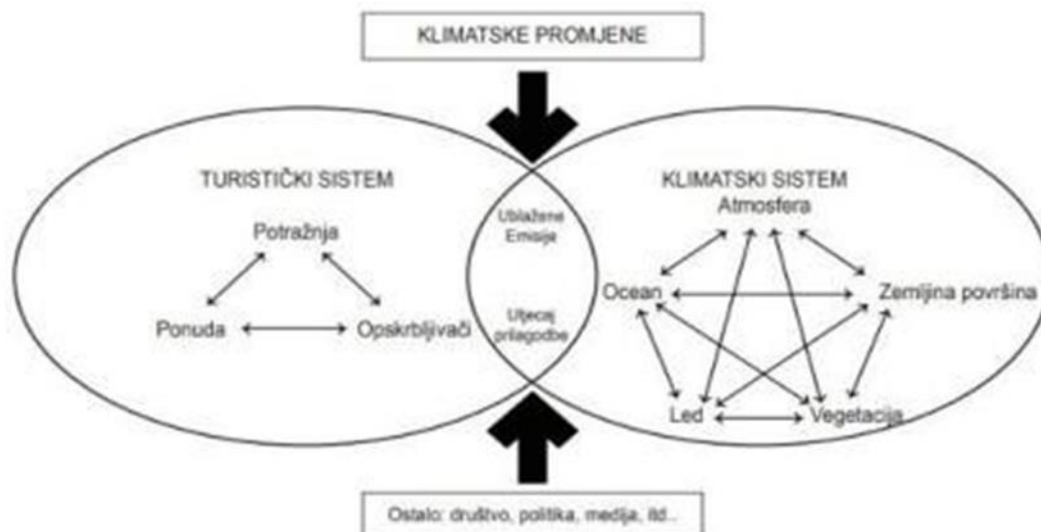 KLIMATSKE PROMJENE
TURISTIČKI SISTEM
Potražnja
Ponuda
Opskrbljivači
Ublažene
Emisije
Utjecaj
prilagodbe
KLIMATSKI SISTEM
Atmosfera
Ocean
Zemljina površina
Led
Vegetacija
Ostalo: društvo, politika, medija, itd..